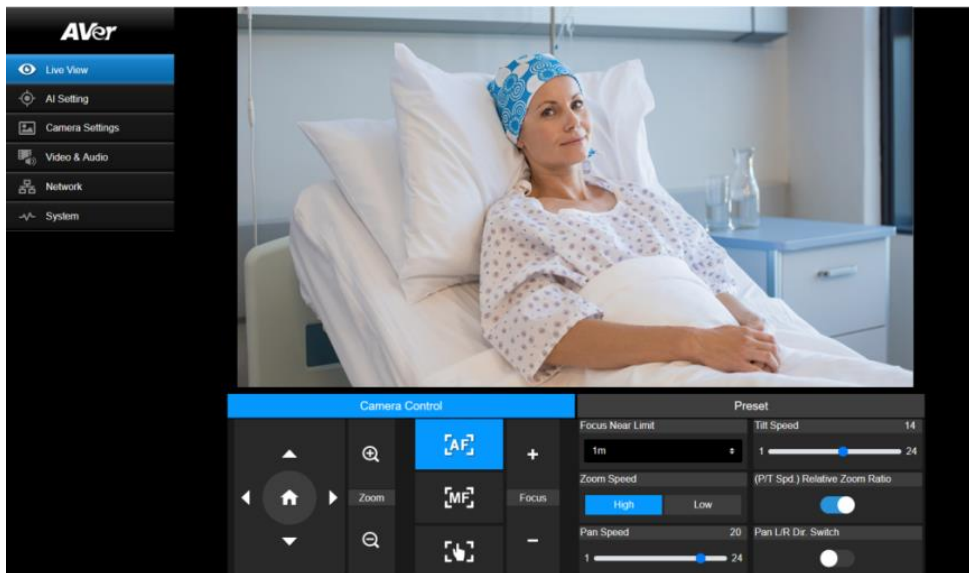 AVer
Live View
AI Setting
Camera Settings
Video & Audio
Network
System
Camera Control
Preset
Zoom
AF
MF
Focus
Focus Near Limit
1m
Zoom Speed
High Low
Pan Speed 20
1 24
Tilt Speed 14
1 24
(P/T Spd.) Relative Zoom Ratio
Pan L/R Dir. Switch